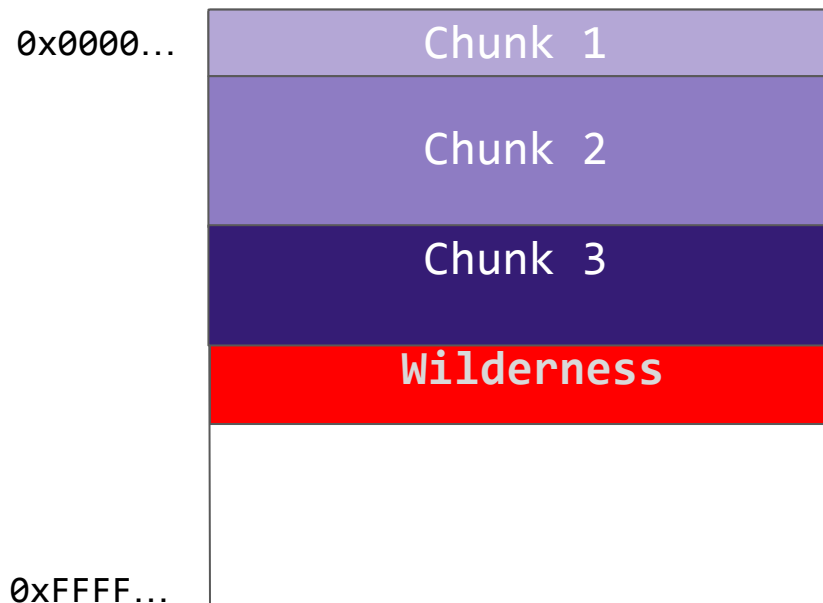 0x0000…
Chunk 1
Chunk 2
Chunk 3
Wilderness
0xFFFF…